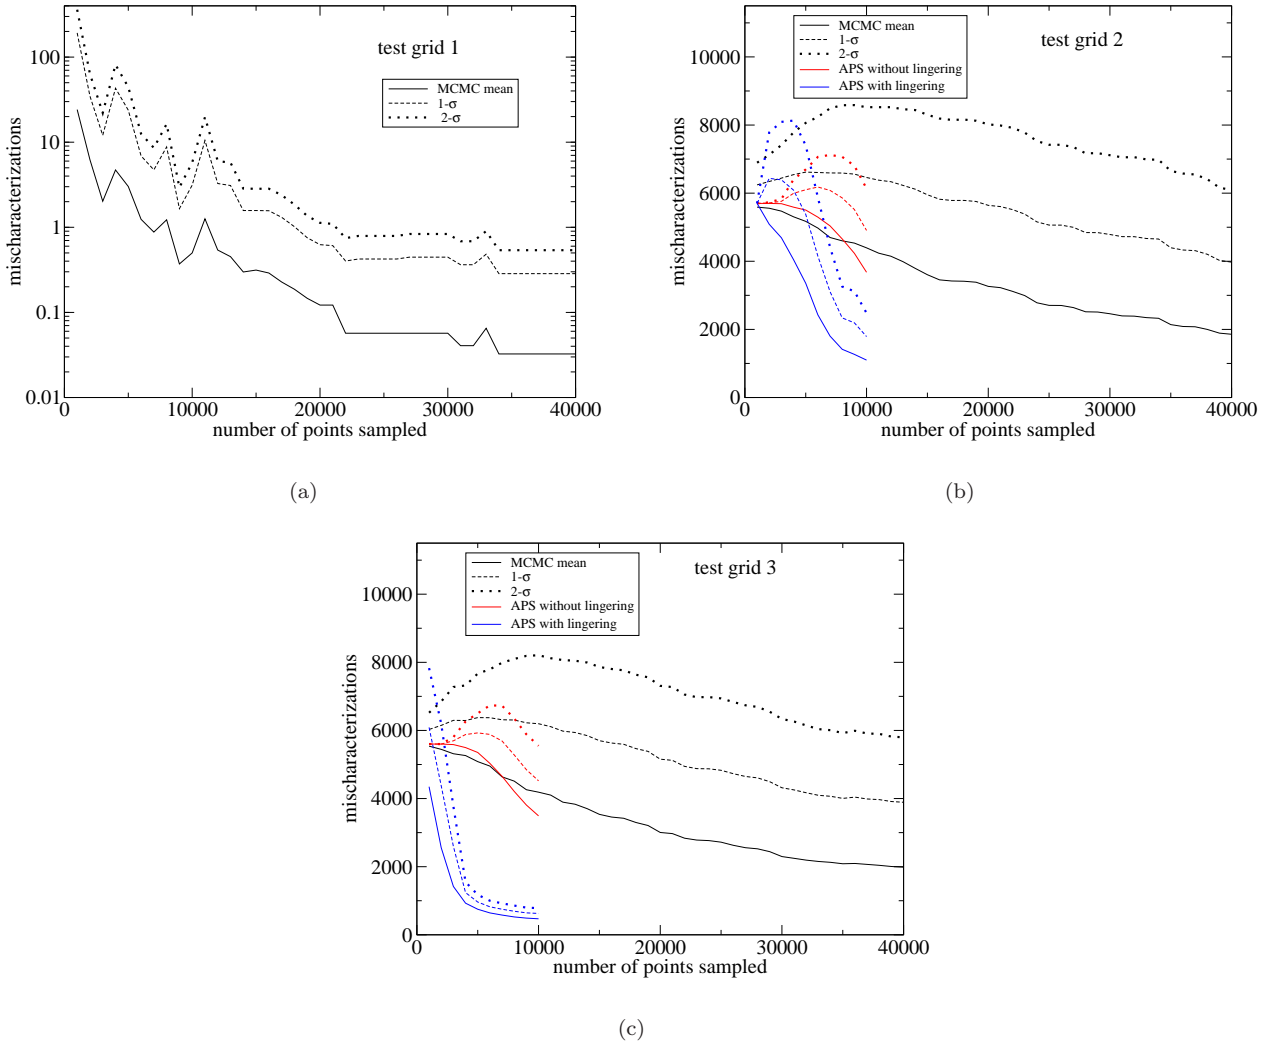 test grid 1
MCMC mean
1-σ
2-σ
100
10
1
0.1
0.01
mischaracterizations
0
10000
20000
30000
40000
number of points sampled
(a)
test grid 2
MCMC mean
1-σ
2-σ
APS without lingering
APS with lingering
10000
8000
6000
4000
2000
0
mischaracterizations
0
10000
20000
30000
40000
number of points sampled
(b)
test grid 3
MCMC mean
1-σ
2-σ
APS without lingering
APS with lingering
10000
8000
6000
4000
2000
0
mischaracterizations
0
10000
20000
30000
40000
number of points sampled
(c)